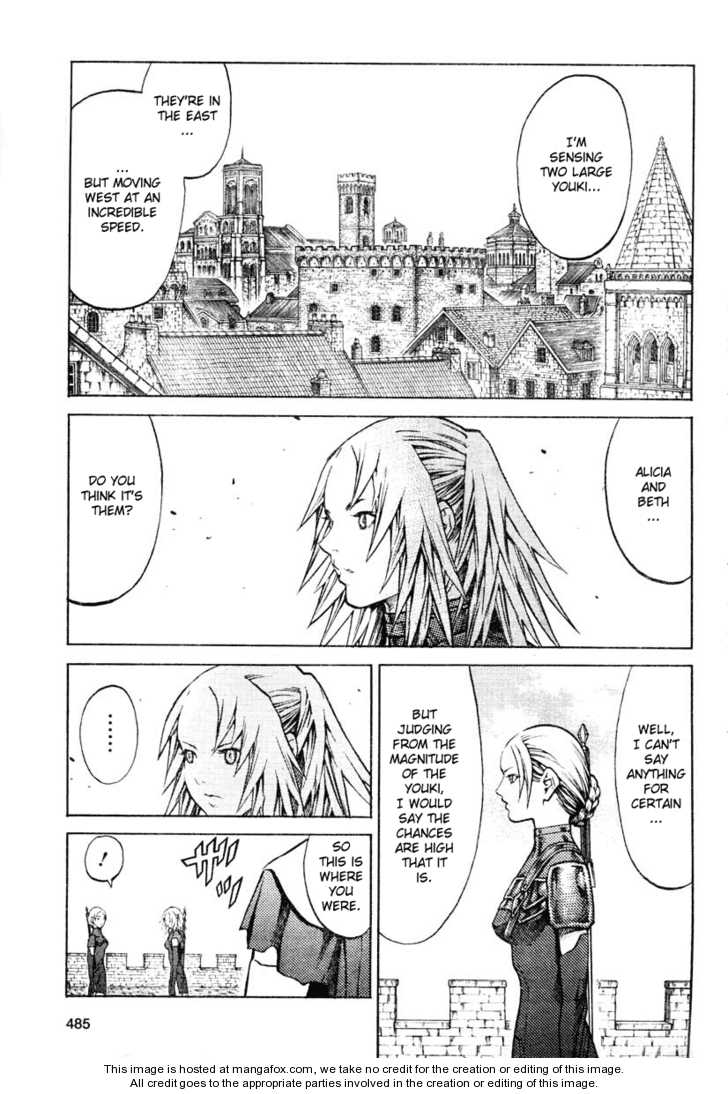 I'M
SENSING
TWO LARGE
YOUKI...
THEY'RE IN
THE EAST
...
...
BUT MOVING
WEST AT AN
INCREDIBLE
SPEED.
ALICIA
AND
BETH
...
DO YOU
THINK IT'S
THEM?
WELL,
I CAN'T
SAY
ANYTHING
FOR
CERTAIN
...
BUT
JUDGING
FROM THE
MAGNITUDE
OF THE
YOUKI,
I WOULD
SAY THE
CHANCES
ARE HIGH
THAT IT
IS.
......
SO
THIS IS
WHERE
YOU
WERE.
!
485
This image is hosted at mangafox.com, we take no credit for the creation or editing of this image.
All credit goes to the appropriate parties involved in the creation or editing of this image.